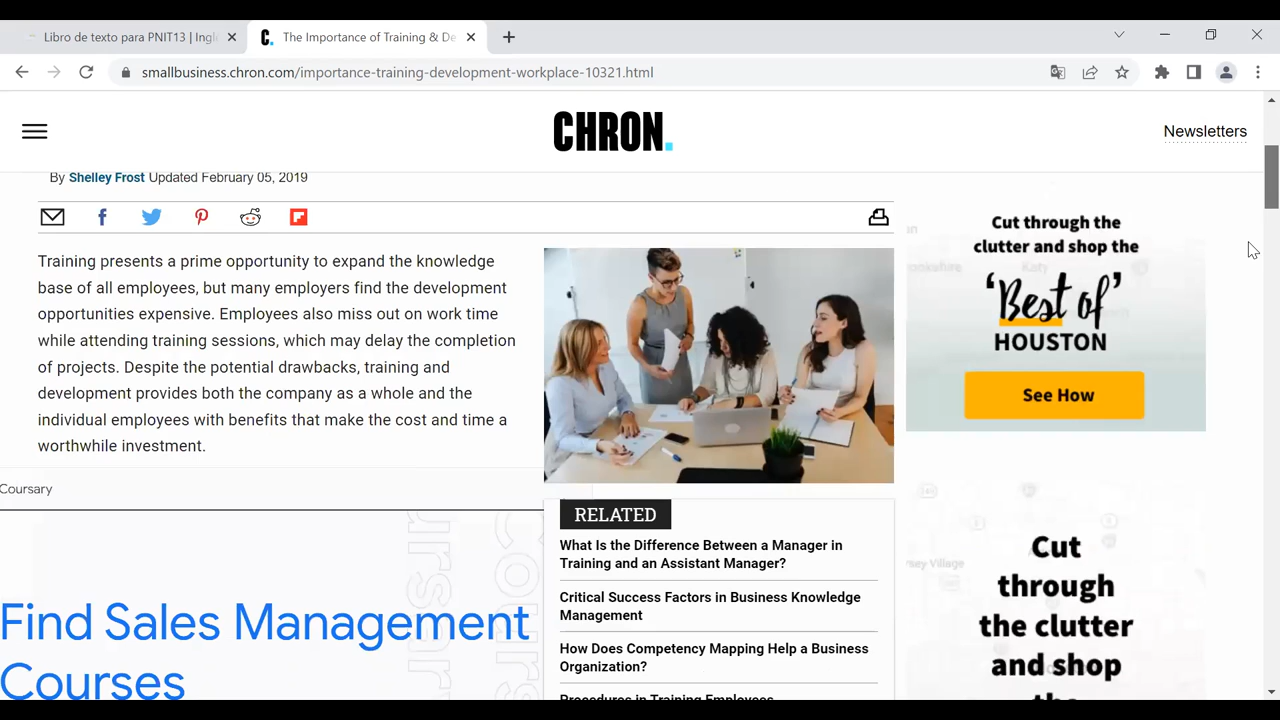 Libro de texto para PNIT13 | Ingl
C. The Importance of Training & De
smallbusiness.chron.com/importance-training-development-workplace-10321.html
CHRON.
Newsletters
By Shelley Frost Updated February 05, 2019
Training presents a prime opportunity to expand the knowledge
base of all employees, but many employers find the development
opportunities expensive. Employees also miss out on work time
while attending training sessions, which may delay the completion
of projects. Despite the potential drawbacks, training and
development provides both the company as a whole and the
individual employees with benefits that make the cost and time a
worthwhile investment.
Coursary
Find Sales Management
Courses
RELATED
What Is the Difference Between a Manager in
Training and an Assistant Manager?
Critical Success Factors in Business Knowledge
Management
How Does Competency Mapping Help a Business
Organization?
Procedures in Training Employees
Cut through the
clutter and shop the
'Best of'
HOUSTON
See How
Katy
Cut
through
the clutter
and shop
the